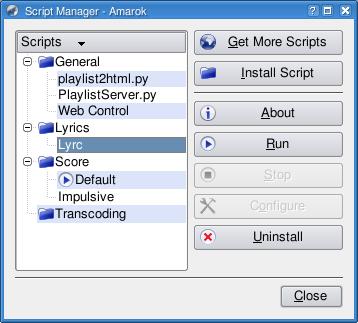 Script Manager - Amarok
Scripts
General
playlist2html.py
PlaylistServer.py
Web Control
Lyrics
Lyrc
Score
Default
Impulsive
Transcoding
Get More Scripts
Install Script
About
Run
Stop
Configure
Uninstall
Close